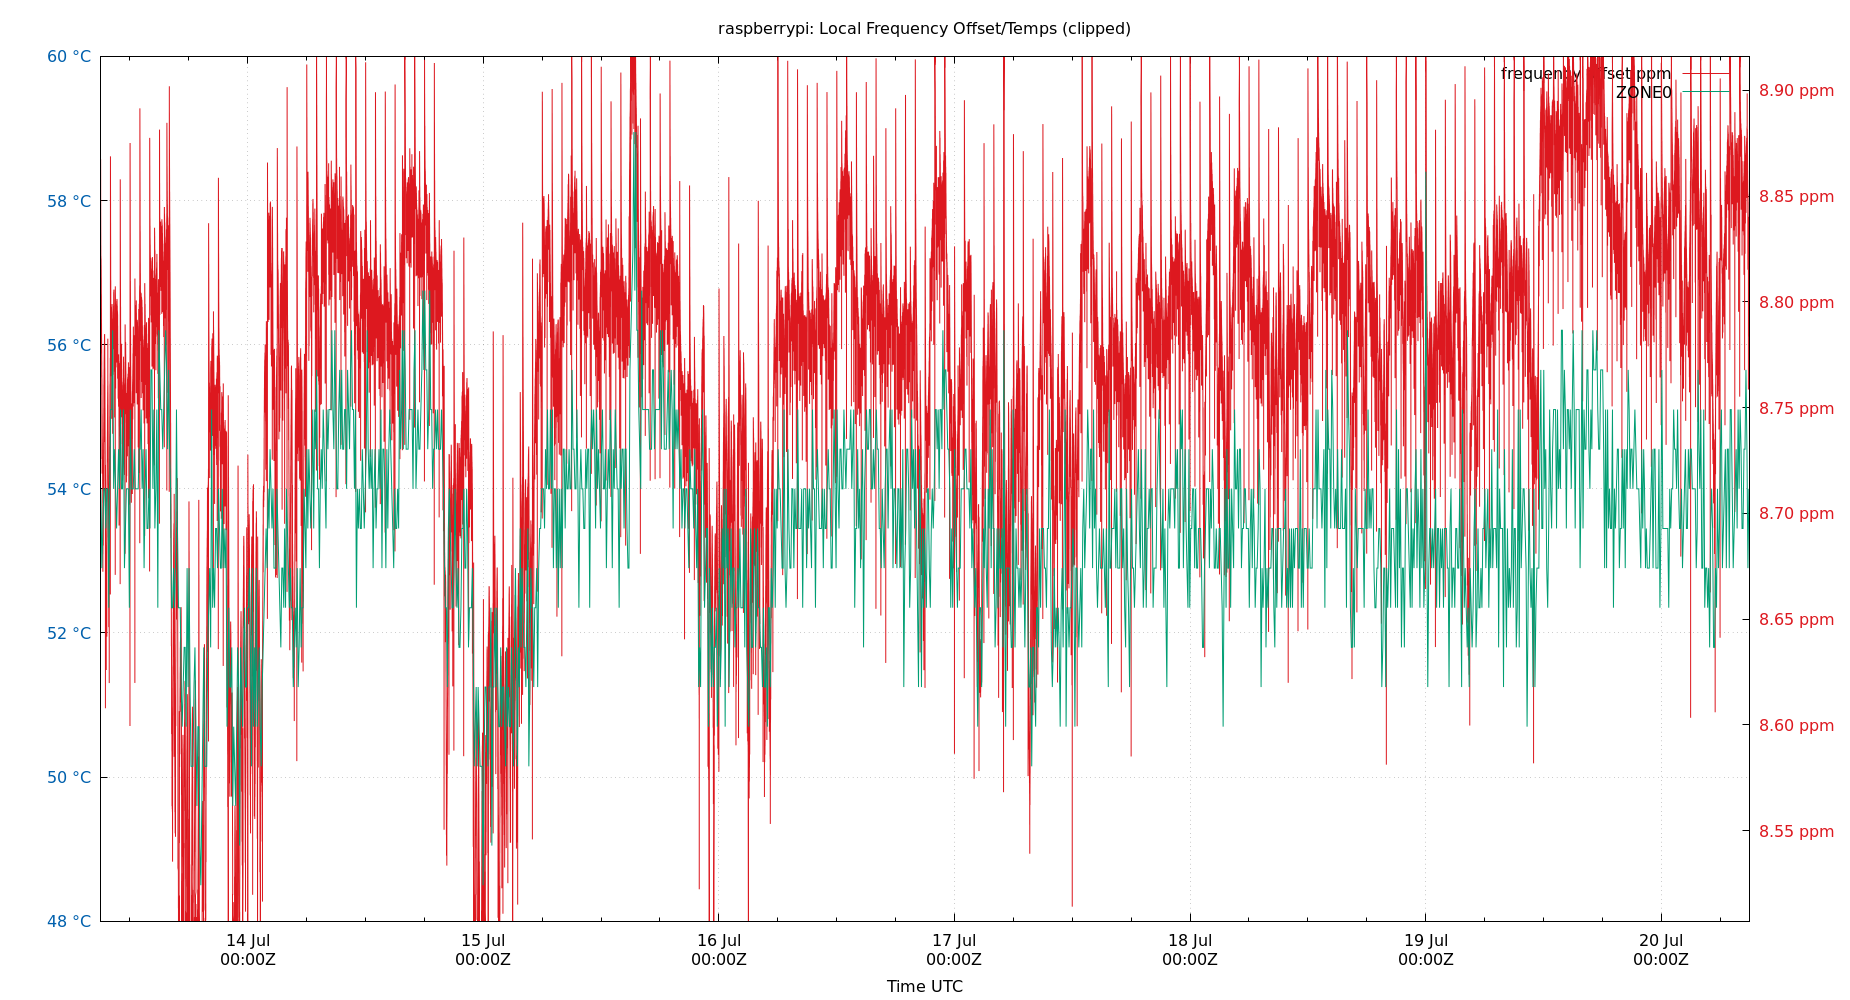 raspberrypi: Local Frequency Offset/Temps (clipped)
60 °C
58 °C
56 °C
54 °C
52 °C
50 °C
48 °C
frequency offset ppm
ZONE0
8.90 ppm
8.85 ppm
8.80 ppm
8.75 ppm
8.70 ppm
8.65 ppm
8.60 ppm
8.55 ppm
14 Jul
00:00Z
15 Jul
00:00Z
16 Jul
00:00Z
17 Jul
00:00Z
18 Jul
00:00Z
19 Jul
00:00Z
20 Jul
00:00Z
Time UTC